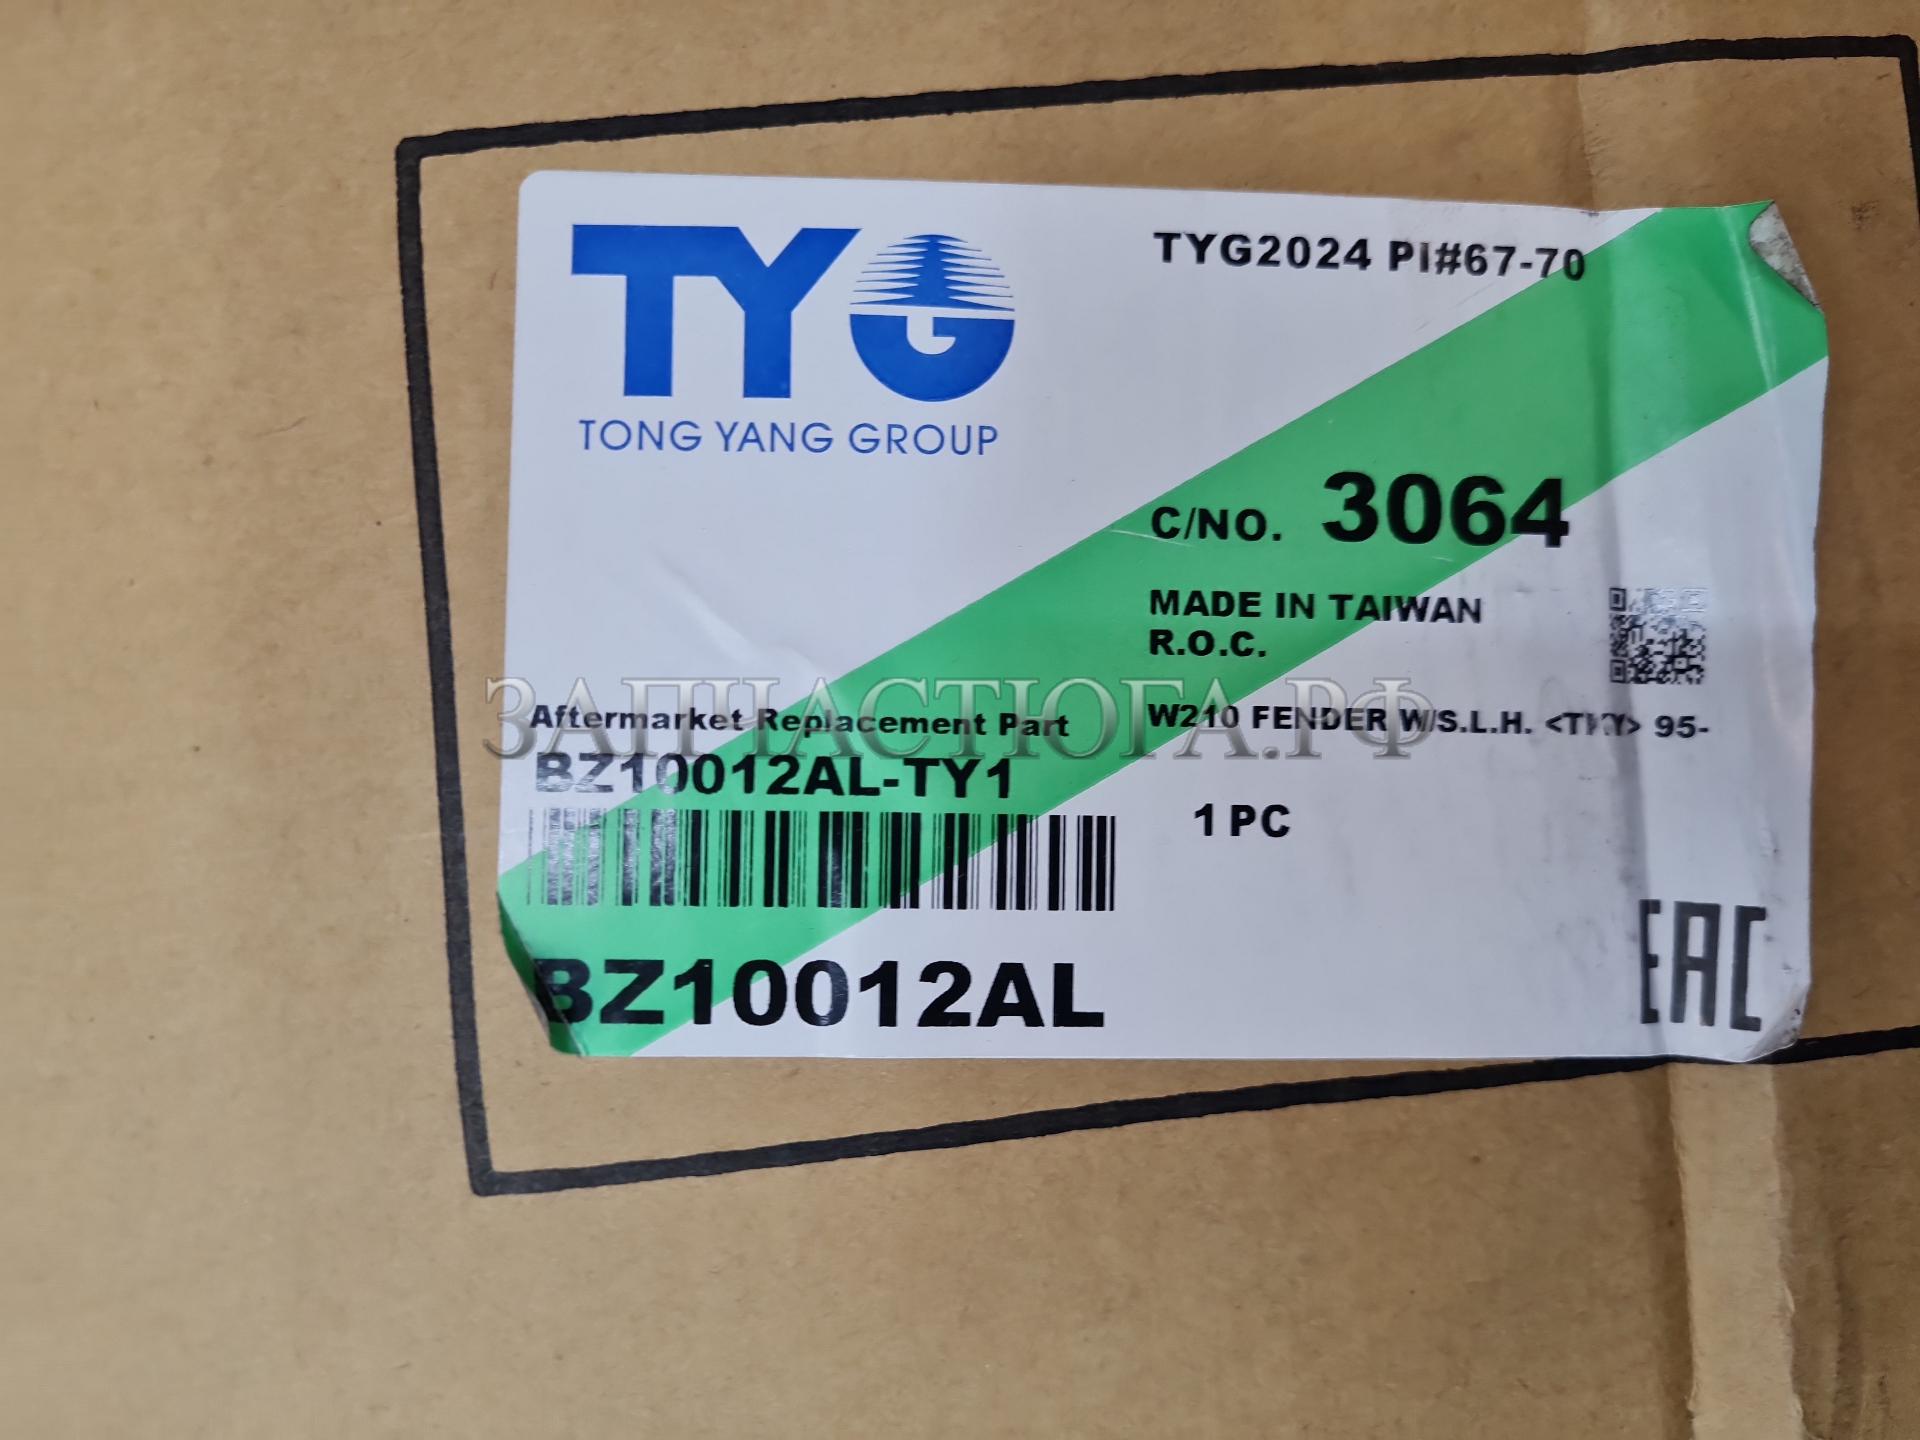 TYG
TONG YANG GROUP
TYG2024 PI#67-70
C/NO. 3064
MADE IN TAIWAN
R.O.C.
ЗАПЧАСТЮГА.РФ
Aftermarket Replacement Part
W210 FENDER W/S.L.H. 95-
BZ10012AL-TY1
1 PC
BZ10012AL
EAC